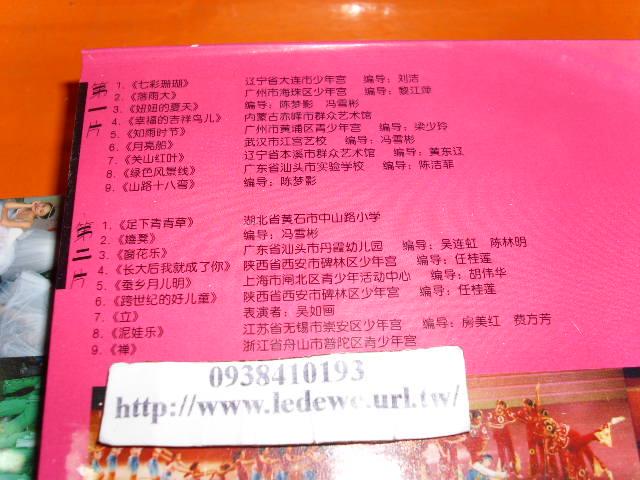 第一片
1.《七彩珊瑚》 辽宁省大连市少年宫 编导：刘洁
2.《落雨大》 广州市海珠区少年宫 编导：黎江萍
3.《妞妞的夏天》 编导：陈梦影 冯雪彬
4.《幸福的吉祥鸟儿》 内蒙古赤峰市群众艺术馆
5.《知雨时节》 广州市黄埔区青少年宫 编导：梁少玲
6.《月亮船》 武汉市江宫艺校 编导：冯雪彬
7.《关山红叶》 辽宁省本溪市群众艺术馆 编导：黄东辽
8.《绿色风景线》 广东省汕头市实验学校 编导：陈洁菲
9.《山路十八弯》 编导：陈梦影
第二片
1.《足下青青草》 湖北省黄石市中山路小学
2.《嬉凳》 编导：冯雪彬
3.《窗花乐》 广东省汕头市丹霞幼儿园 编导：吴连虹 陈林明
4.《长大后我就成了你》 陕西省西安市碑林区少年宫 编导：任桂莲
5.《蚕乡月儿明》 上海市闸北区青少年活动中心 编导：胡伟华
6.《跨世纪的好儿童》 陕西省西安市碑林区少年宫 编导：任桂莲
7.《立》 表演者：吴如画
8.《泥娃乐》 江苏省无锡市崇安区少年宫 编导：房美红 费方芳
9.《禅》 浙江省舟山市普陀区青少年宫
0938410193
http://www.ledewe.url.tw/